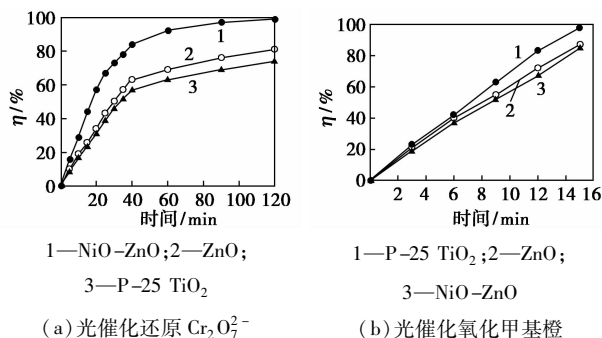 100
80
60
40
20
0
η/%
1
2
3
20 40 60 80 100 120
时间/min
1—NiO-ZnO;2—ZnO;
3—P-25 TiO₂
(a)光催化还原 Cr₂O₇²⁻
100
80
60
40
20
0
η/%
1
2
3
2 4 6 8 10 12 14 16
时间/min
1—P-25 TiO₂;2—ZnO;
3—NiO-ZnO
(b)光催化氧化甲基橙